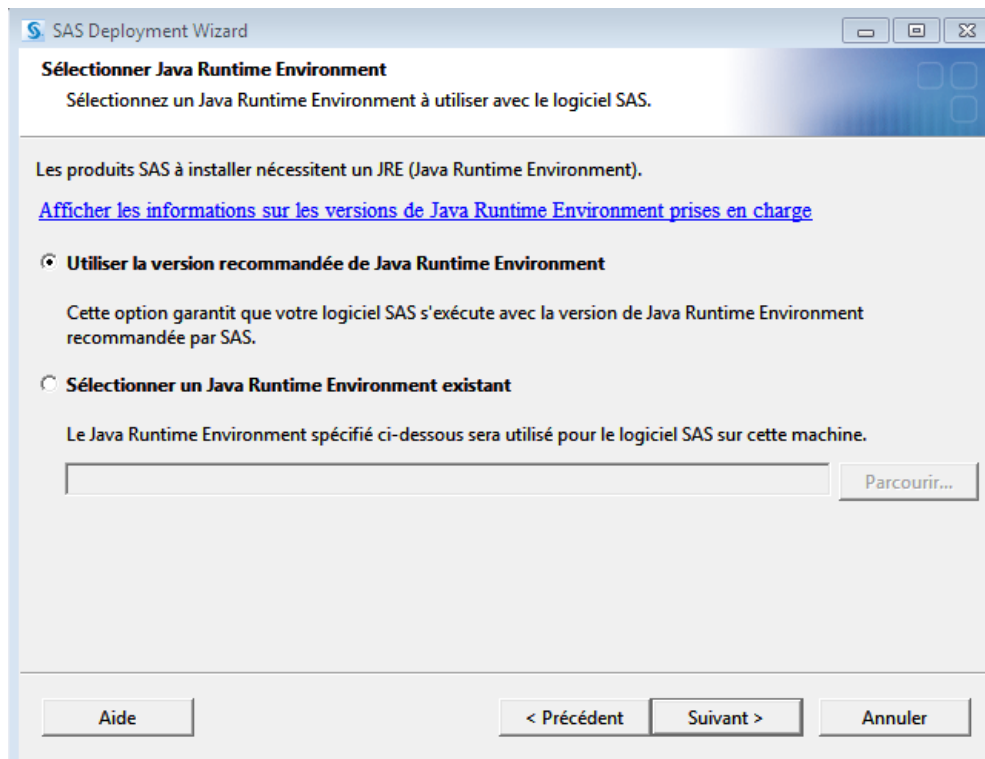 SAS Deployment Wizard
Sélectionner Java Runtime Environment
Sélectionnez un Java Runtime Environment à utiliser avec le logiciel SAS.
Les produits SAS à installer nécessitent un JRE (Java Runtime Environment).
Afficher les informations sur les versions de Java Runtime Environment prises en charge
Utiliser la version recommandée de Java Runtime Environment
Cette option garantit que votre logiciel SAS s'exécute avec la version de Java Runtime Environment
recommandée par SAS.
Sélectionner un Java Runtime Environment existant
Le Java Runtime Environment spécifié ci-dessous sera utilisé pour le logiciel SAS sur cette machine.
Parcourir...
Aide
< Précédent
Suivant >
Annuler